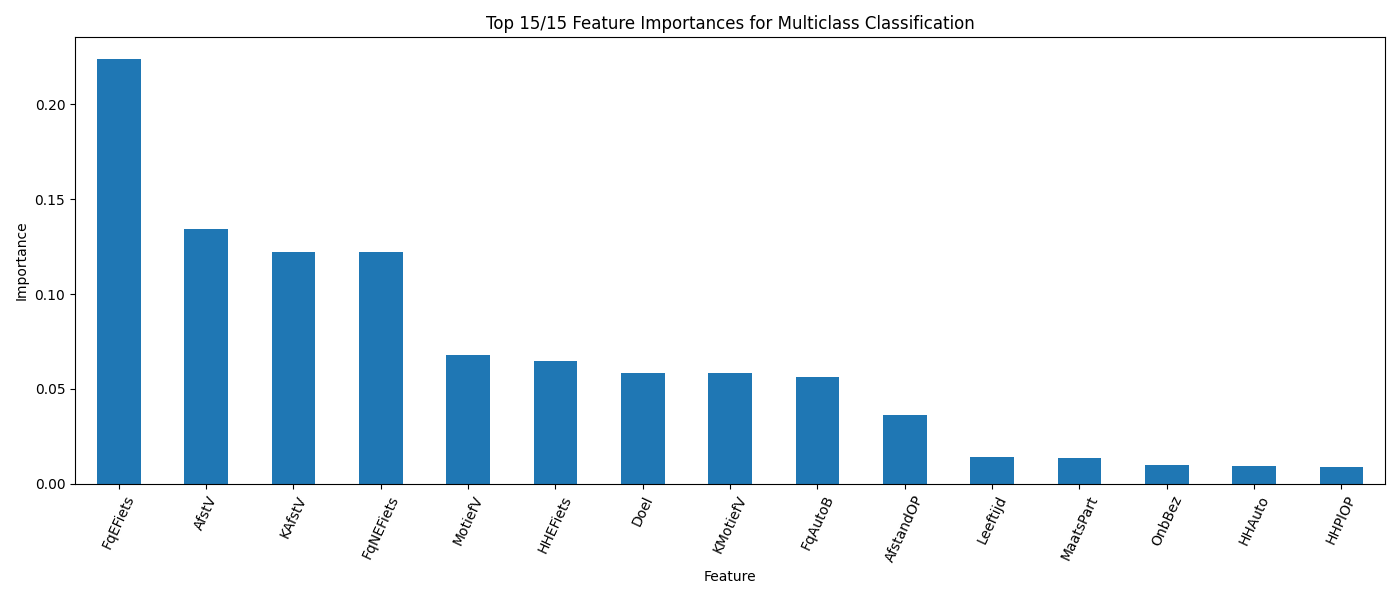 Top 15/15 Feature Importances for Multiclass Classification
Importance
0.20
0.15
0.10
0.05
0.00
FqEFiets
AfstV
KAfstV
FqNEFiets
MotiefV
HHEFiets
Doel
KMotiefV
FqAutoB
AfstandOP
Leeftijd
MaatsPart
OnbBez
HHAuto
HHPlOP
Feature